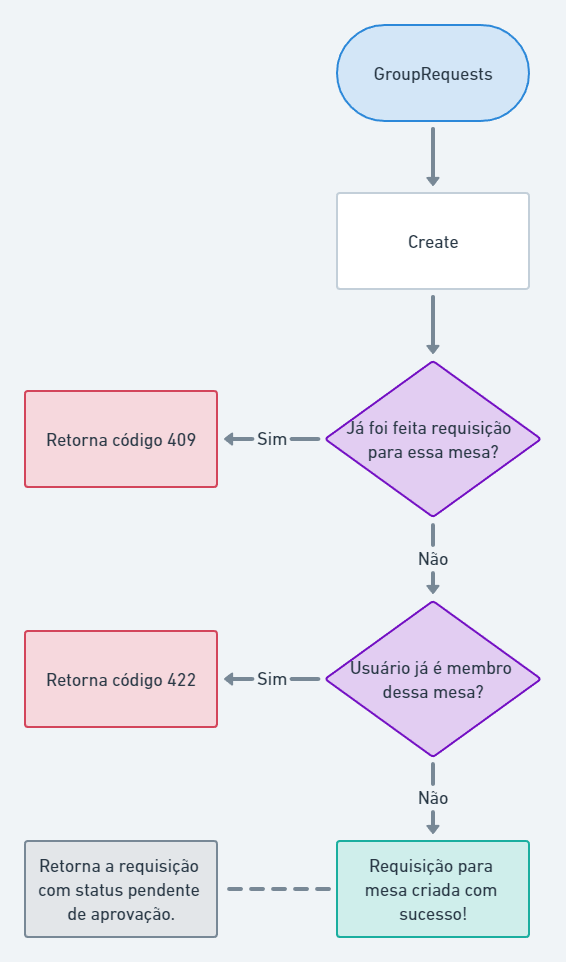 GroupRequests
Create
Já foi feita requisição
para essa mesa?
Sim
Retorna código 409
Não
Usuário já é membro
dessa mesa?
Sim
Retorna código 422
Não
Requisição para
mesa criada com
sucesso!
Retorna a requisição
com status pendente
de aprovação.